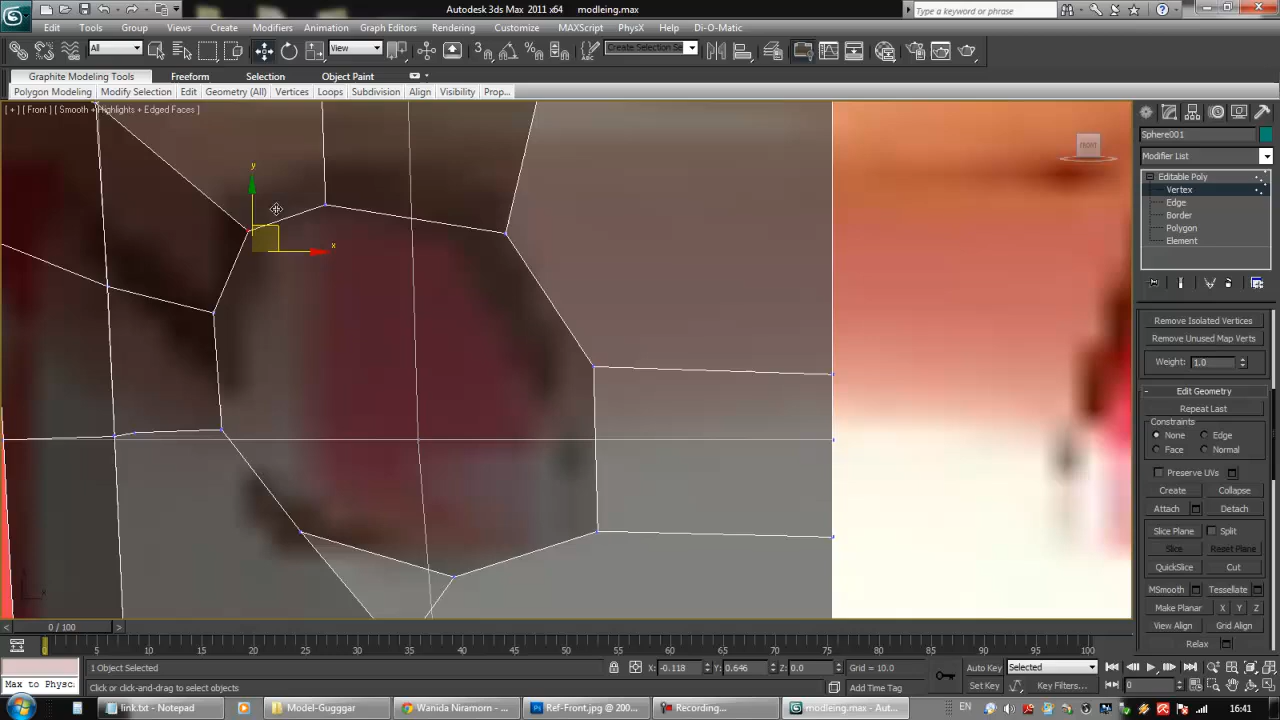 Autodesk 3ds Max 2011 x64 modleing.max
Type a keyword or phrase
Edit Tools Group Views Create Modifiers Animation Graph Editors Rendering Customize MAXScript PhysX Help Di-O-Matic
All View Create Selection Se
Graphite Modeling Tools Freeform Selection Object Paint
Polygon Modeling Modify Selection Edit Geometry (All) Vertices Loops Subdivision Align Visibility Prop...
[ + ] [ Front ] [ Smooth + Highlights + Edged Faces ]
FRONT
y
x
x
Sphere001
Modifier List
Editable Poly
Vertex
Edge
Border
Polygon
Element
Remove Isolated Vertices
Remove Unused Map Verts
Weight: 1.0
- Edit Geometry
Repeat Last
Constraints
None Edge
Face Normal
Preserve UVs
Create Collapse
Attach Detach
Slice Plane Split
Slice Reset Plane
QuickSlice Cut
MSmooth Tessellate
Make Planar X Y Z
View Align Grid Align
Relax
< 0 / 100 >
0 5 10 15 20 25 30 35 40 45 50 55 60 65 70 75 80 85 90 95 100
1 Object Selected X: -0.118 Y: 0.646 Z: 0.0 Grid = 10.0 Auto Key Selected
Max to Physc Click or click-and-drag to select objects Add Time Tag Set Key Key Filters... 0
link.txt - Notepad Model-Gugggar Wanida Niramorn - ... Ref-Front.jpg @ 200... Recording... modleing.max - Aut... EN 16:41